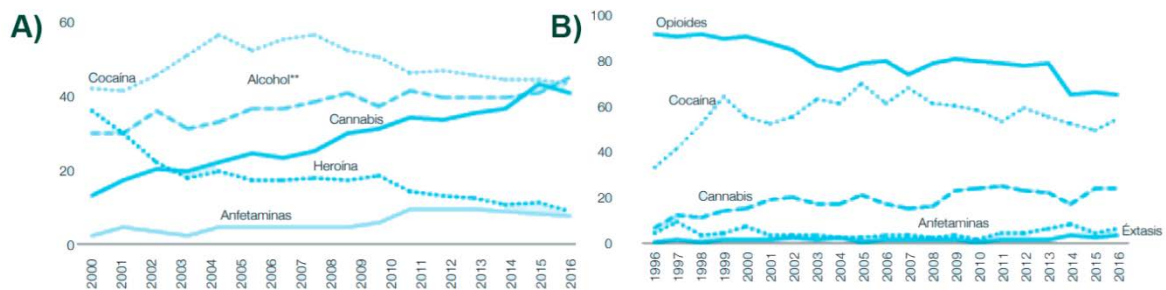 A)
60
40
20
0
Cocaína
Alcohol**
Cannabis
Heroína
Anfetaminas
2000 2001 2002 2003 2004 2005 2006 2007 2008 2009 2010 2011 2012 2013 2014 2015 2016
B)
100
80
60
40
20
0
Opioides
Cocaína
Cannabis
Anfetaminas
Éxtasis
1996 1997 1998 1999 2000 2001 2002 2003 2004 2005 2006 2007 2008 2009 2010 2011 2012 2013 2014 2015 2016